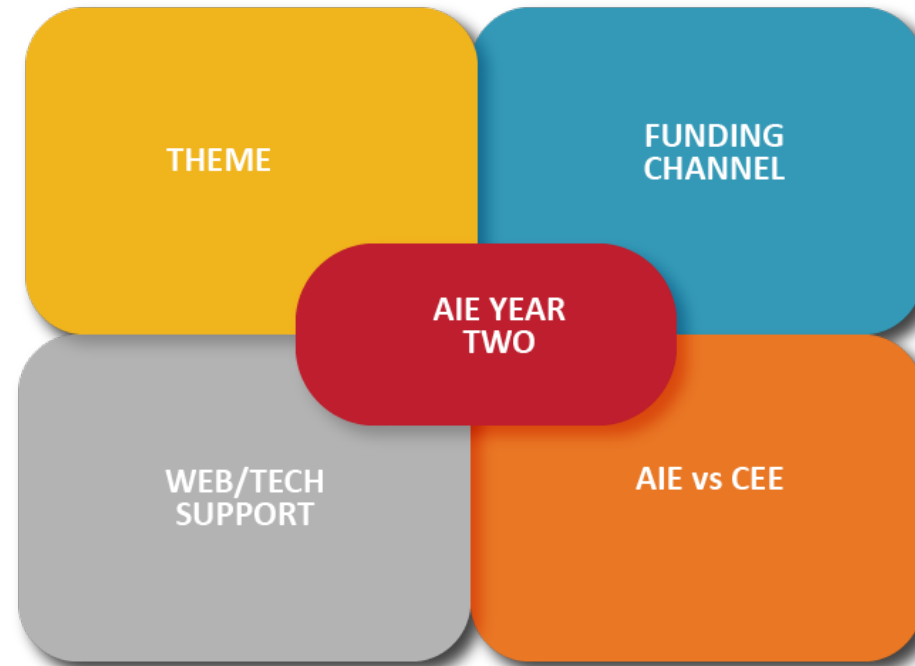 THEME
FUNDING
CHANNEL
AIE YEAR
TWO
WEB/TECH
SUPPORT
AIE vs CEE